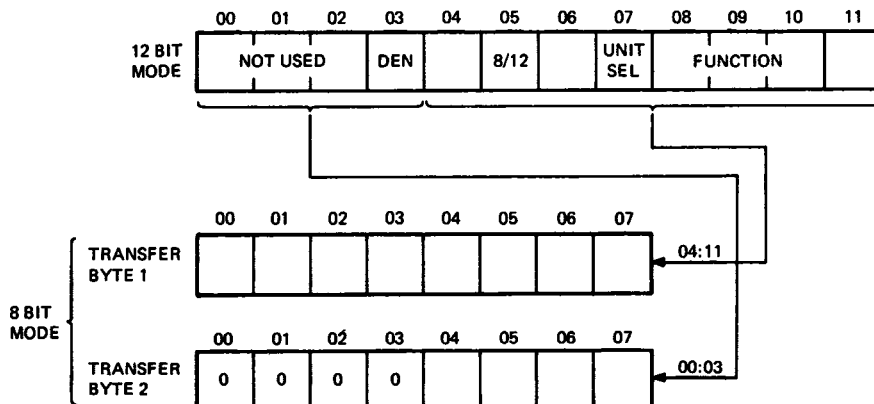 00 01 02 03 04 05 06 07 08 09 10 11
12 BIT MODE NOT USED DEN 8/12 UNIT SEL FUNCTION
00 01 02 03 04 05 06 07
TRANSFER BYTE 1 04:11
8 BIT MODE
00 01 02 03 04 05 06 07
TRANSFER BYTE 2 0 0 0 0 00:03